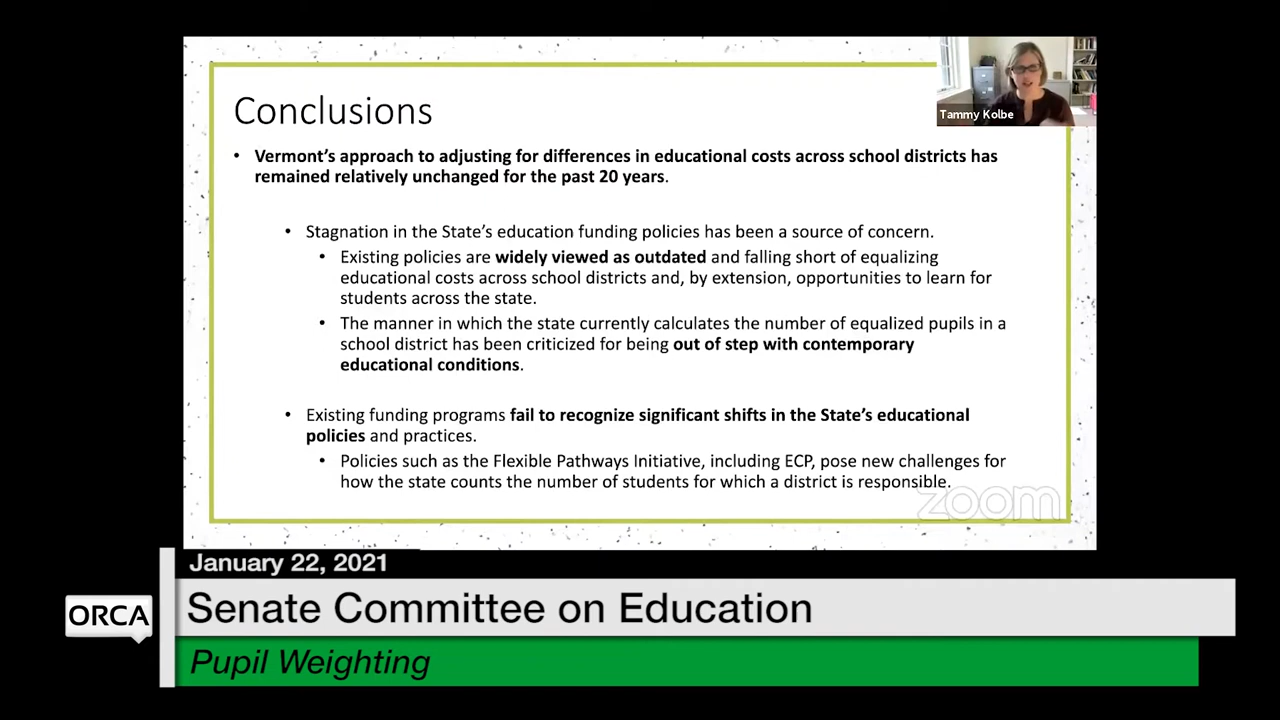 Conclusions
Tammy Kolbe
• Vermont's approach to adjusting for differences in educational costs across school districts has
remained relatively unchanged for the past 20 years.
• Stagnation in the State's education funding policies has been a source of concern.
• Existing policies are widely viewed as outdated and falling short of equalizing
educational costs across school districts and, by extension, opportunities to learn for
students across the state.
• The manner in which the state currently calculates the number of equalized pupils in a
school district has been criticized for being out of step with contemporary
educational conditions.
• Existing funding programs fail to recognize significant shifts in the State's educational
policies and practices.
• Policies such as the Flexible Pathways Initiative, including ECP, pose new challenges for
how the state counts the number of students for which a district is responsible.
zoom
January 22, 2021
ORCA
Senate Committee on Education
Pupil Weighting